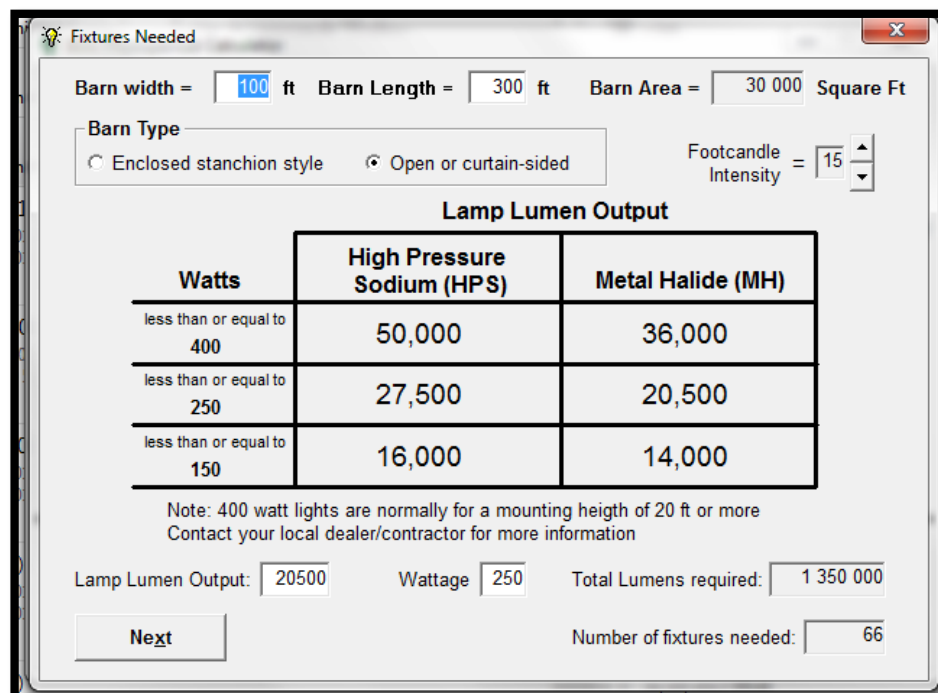 Fixtures Needed
Barn width = 100 ft Barn Length = 300 ft Barn Area = 30 000 Square Ft
Barn Type
Enclosed stanchion style Open or curtain-sided
Footcandle Intensity = 15
Lamp Lumen Output
Watts High Pressure Sodium (HPS) Metal Halide (MH)
less than or equal to
400 50,000 36,000
less than or equal to
250 27,500 20,500
less than or equal to
150 16,000 14,000
Note: 400 watt lights are normally for a mounting heigth of 20 ft or more
Contact your local dealer/contractor for more information
Lamp Lumen Output: 20500 Wattage 250 Total Lumens required: 1 350 000
Next Number of fixtures needed: 66